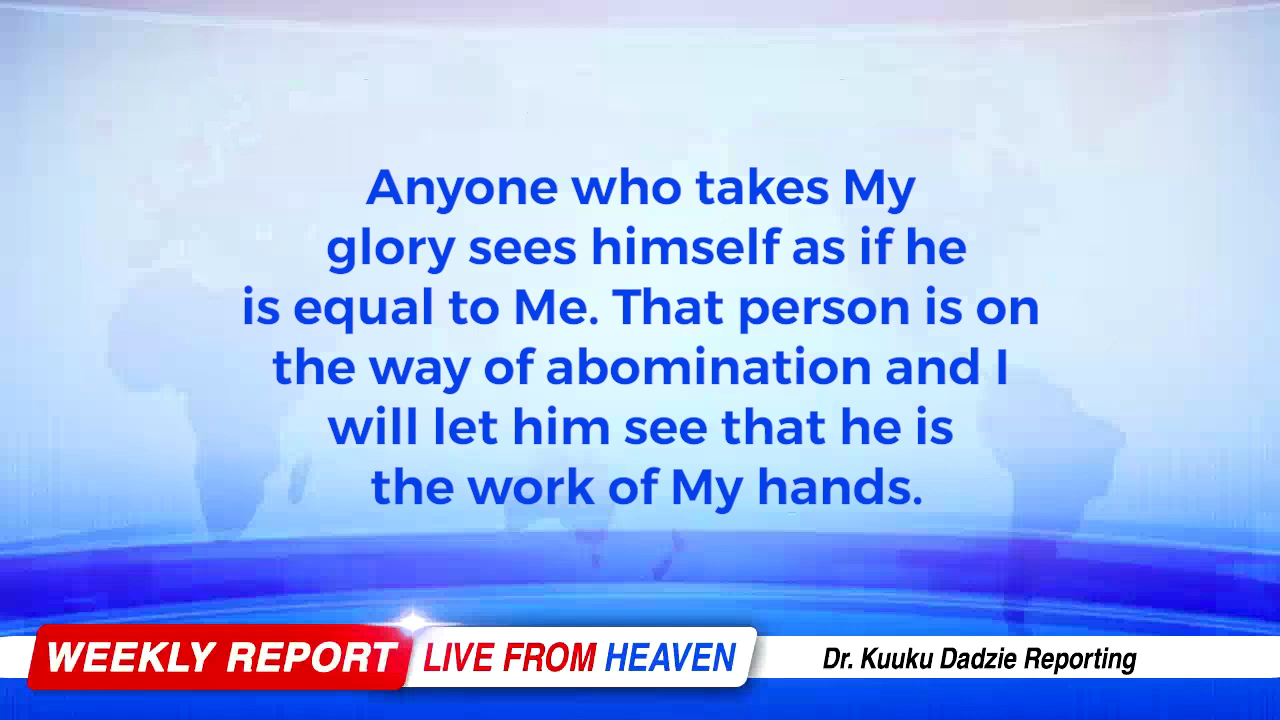 Anyone who takes My
glory sees himself as if he
is equal to Me. That person is on
the way of abomination and I
will let him see that he is
the work of My hands.
WEEKLY REPORT LIVE FROM HEAVEN Dr. Kuuku Dadzie Reporting